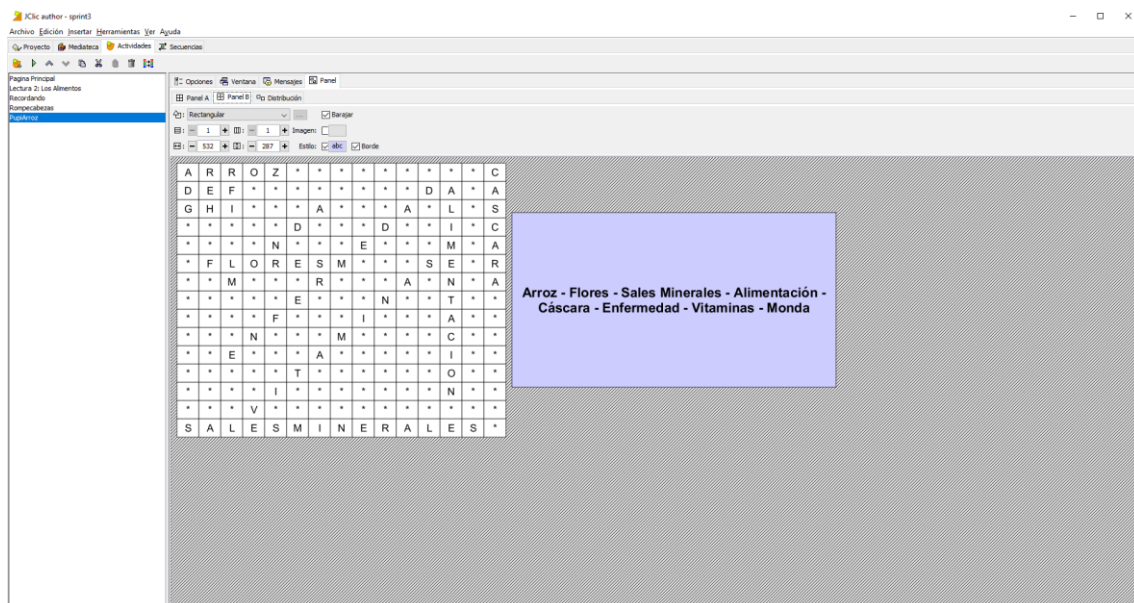 JClic author - sprint3
Archivo Edición Insertar Herramientas Ver Ayuda
Proyecto Mediateca Actividades Secuencias
Pagina Principal
Lectura 2: Los Alimentos
Recordando
Rompecabezas
PupiArroz
Opciones Ventana Mensajes Panel
Panel A Panel B Distribución
Rectangular ... Barajar
1 1 Imagen:
532 287 Estilo: abc Borde
A R R O Z * * * * * * * * * C
D E F * * * * * * * * D A * A
G H I * * * A * * * A * L * S
* * * * * D * * * D * * I * C
* * * * N * * * E * * * M * A
* F L O R E S M * * * S E * R
* * M * * * R * * * A * N * A
* * * * * E * * * N * * T * *
* * * * F * * * I * * * A * *
* * * N * * * M * * * * C * *
* * E * * * A * * * * * I * *
* * * * * T * * * * * * O * *
* * * * I * * * * * * * N * *
* * * V * * * * * * * * * * *
S A L E S M I N E R A L E S *
Arroz - Flores - Sales Minerales - Alimentación -
Cáscara - Enfermedad - Vitaminas - Monda